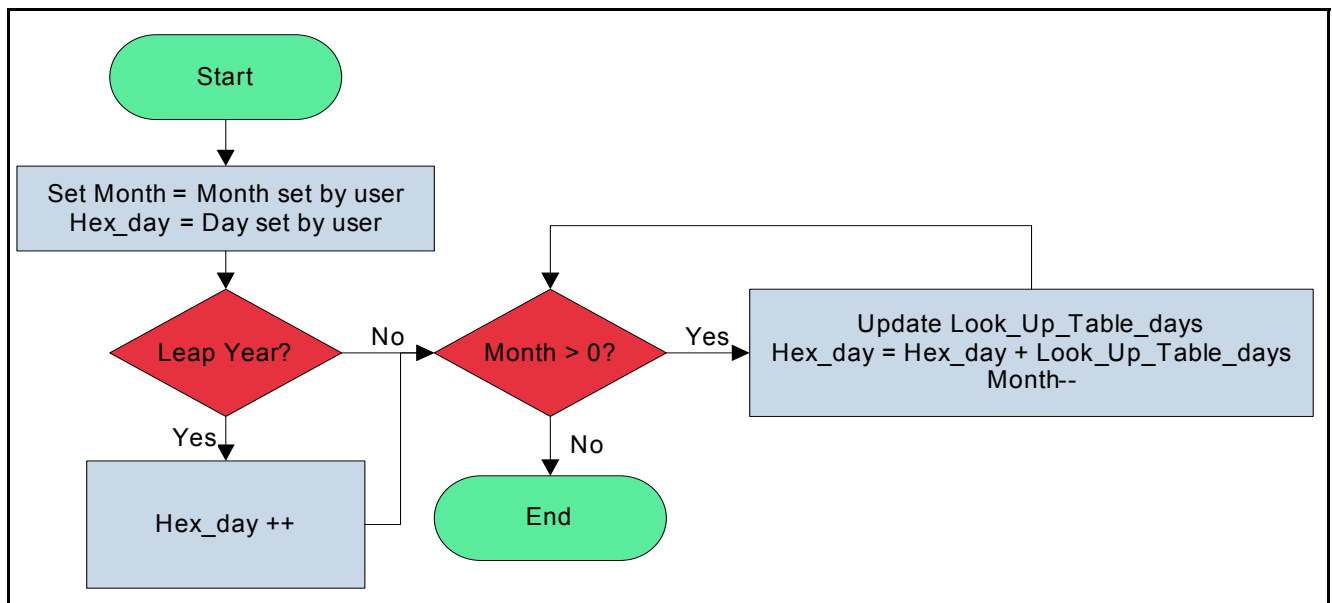 Start
Set Month = Month set by user
Hex_day = Day set by user
Leap Year?
No
Month > 0?
Yes
Update Look_Up_Table_days
Hex_day = Hex_day + Look_Up_Table_days
Month--
Yes
No
Hex_day ++
End